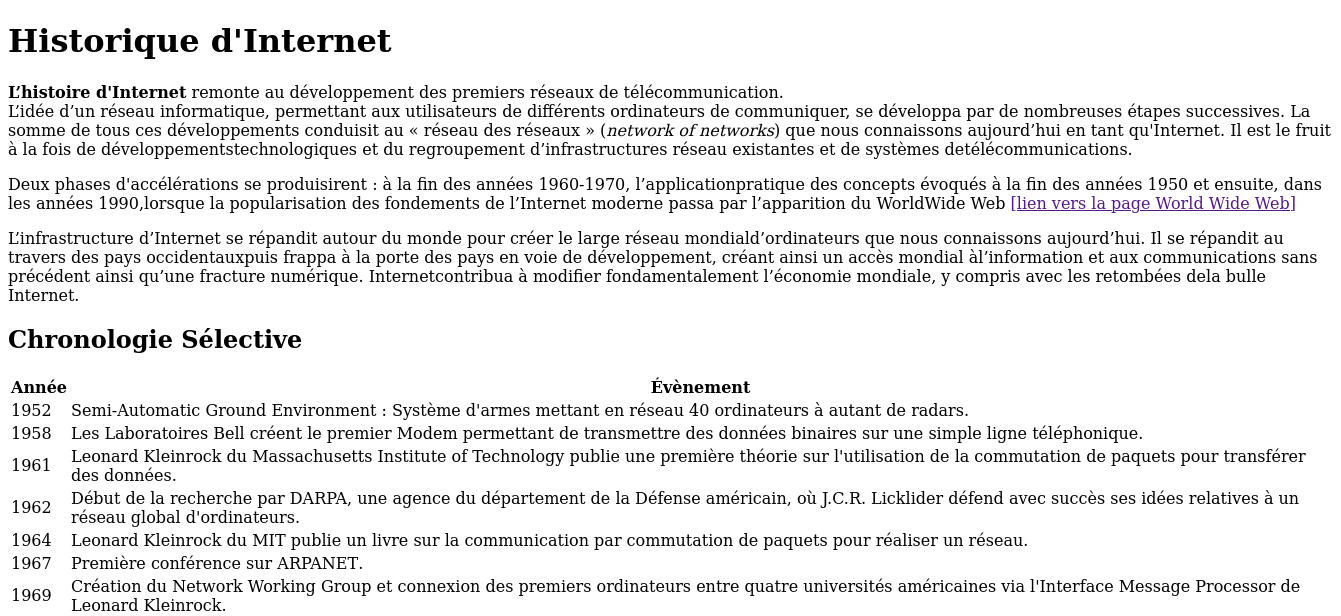 Historique d'Internet
L’histoire d'Internet remonte au développement des premiers réseaux de télécommunication.
L’idée d’un réseau informatique, permettant aux utilisateurs de différents ordinateurs de communiquer, se développa par de nombreuses étapes successives. La
somme de tous ces développements conduisit au « réseau des réseaux » (network of networks) que nous connaissons aujourd’hui en tant qu'Internet. Il est le fruit
à la fois de développementstechnologiques et du regroupement d’infrastructures réseau existantes et de systèmes detélécommunications.
Deux phases d'accélérations se produisirent : à la fin des années 1960-1970, l’applicationpratique des concepts évoqués à la fin des années 1950 et ensuite, dans
les années 1990,lorsque la popularisation des fondements de l’Internet moderne passa par l’apparition du WorldWide Web [lien vers la page World Wide Web]
L’infrastructure d’Internet se répandit autour du monde pour créer le large réseau mondiald’ordinateurs que nous connaissons aujourd’hui. Il se répandit au
travers des pays occidentauxpuis frappa à la porte des pays en voie de développement, créant ainsi un accès mondial àl’information et aux communications sans
précédent ainsi qu’une fracture numérique. Internetcontribua à modifier fondamentalement l’économie mondiale, y compris avec les retombées dela bulle
Internet.
Chronologie Sélective
Année Évènement
1952 Semi-Automatic Ground Environment : Système d'armes mettant en réseau 40 ordinateurs à autant de radars.
1958 Les Laboratoires Bell créent le premier Modem permettant de transmettre des données binaires sur une simple ligne téléphonique.
1961 Leonard Kleinrock du Massachusetts Institute of Technology publie une première théorie sur l'utilisation de la commutation de paquets pour transférer
des données.
1962 Début de la recherche par DARPA, une agence du département de la Défense américain, où J.C.R. Licklider défend avec succès ses idées relatives à un
réseau global d'ordinateurs.
1964 Leonard Kleinrock du MIT publie un livre sur la communication par commutation de paquets pour réaliser un réseau.
1967 Première conférence sur ARPANET.
1969 Création du Network Working Group et connexion des premiers ordinateurs entre quatre universités américaines via l'Interface Message Processor de
Leonard Kleinrock.